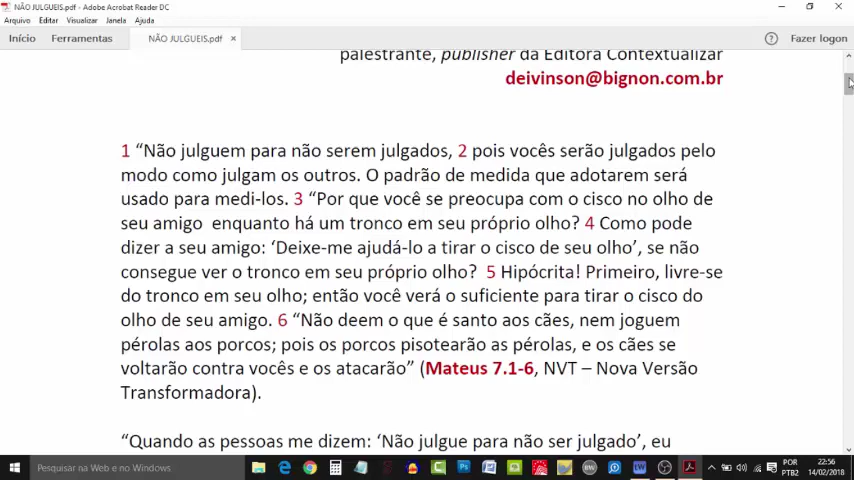 NÃO JULGUEIS.pdf - Adobe Acrobat Reader DC
Arquivo Editar Visualizar Janela Ajuda
Início Ferramentas NÃO JULGUEIS.pdf × Fazer logon
palestrante, publisher da Editora Contextualizar
deivinson@bignon.com.br
1 “Não julguem para não serem julgados, 2 pois vocês serão julgados pelo
modo como julgam os outros. O padrão de medida que adotarem será
usado para medi-los. 3 “Por que você se preocupa com o cisco no olho de
seu amigo enquanto há um tronco em seu próprio olho? 4 Como pode
dizer a seu amigo: ‘Deixe-me ajudá-lo a tirar o cisco de seu olho’, se não
consegue ver o tronco em seu próprio olho? 5 Hipócrita! Primeiro, livre-se
do tronco em seu olho; então você verá o suficiente para tirar o cisco do
olho de seu amigo. 6 “Não deem o que é santo aos cães, nem joguem
pérolas aos porcos; pois os porcos pisotearão as pérolas, e os cães se
voltarão contra vocês e os atacarão” (Mateus 7.1-6, NVT – Nova Versão
Transformadora).
“Quando as pessoas me dizem: ‘Não julgue para não ser julgado’, eu
Pesquisar na Web e no Windows
POR 22:56
PTB2 14/02/2018